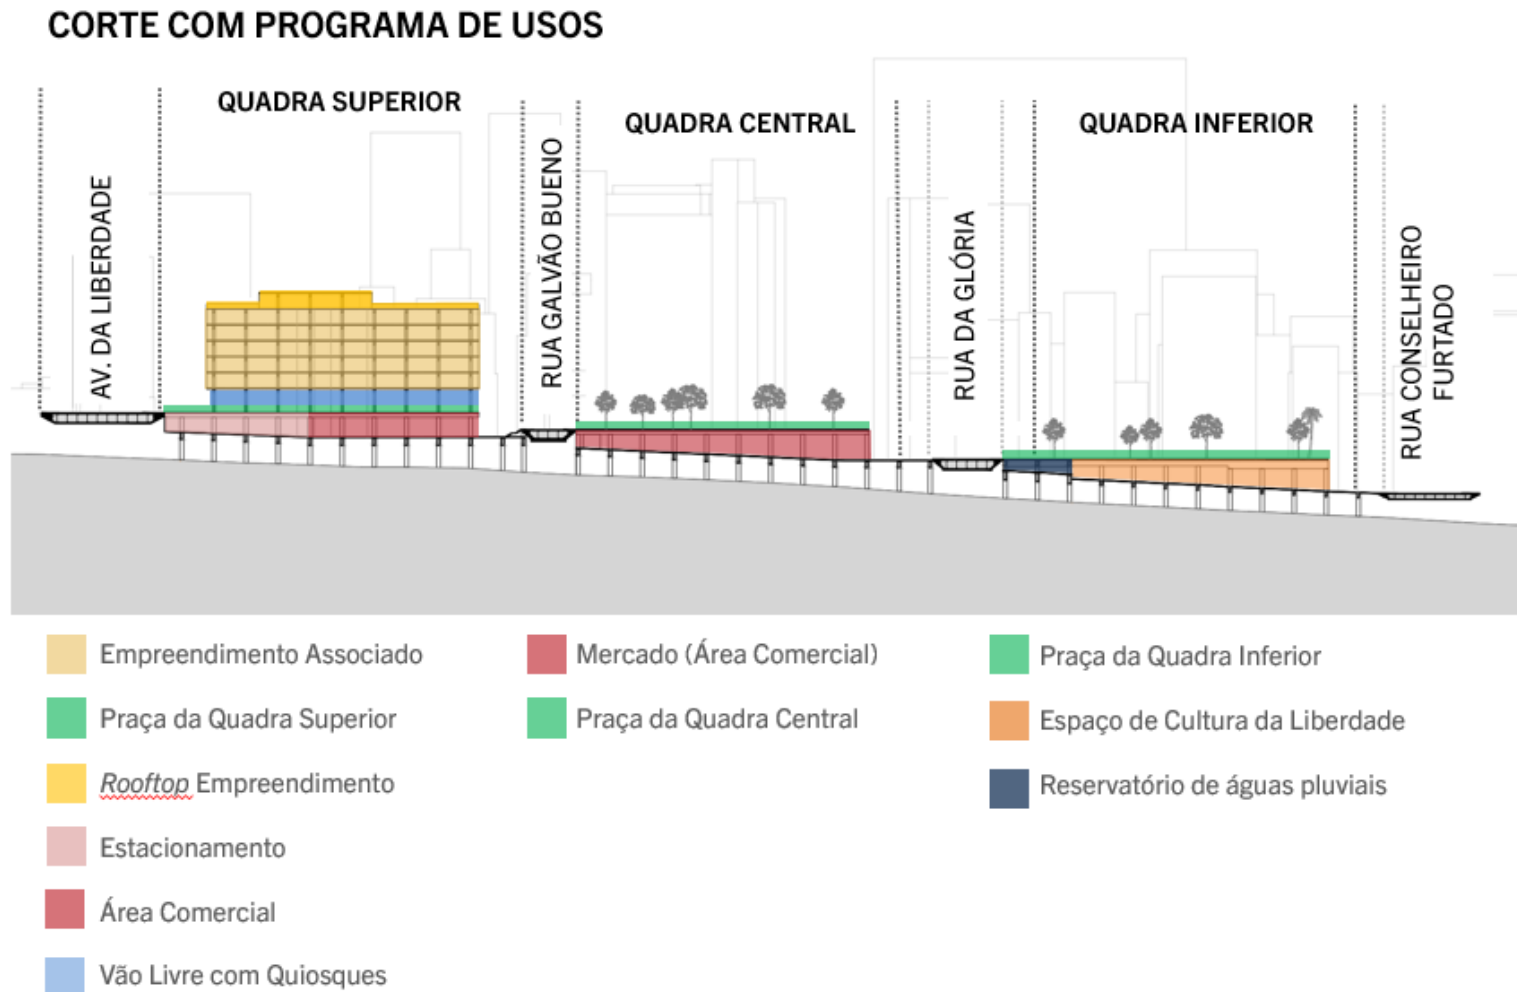 CORTE COM PROGRAMA DE USOS
QUADRA SUPERIOR
QUADRA CENTRAL
QUADRA INFERIOR
AV. DA LIBERDADE
RUA GALVÃO BUENO
RUA DA GLÓRIA
RUA CONSELHEIRO
FURTADO
Empreendimento Associado
Praça da Quadra Superior
Rooftop Empreendimento
Estacionamento
Área Comercial
Vão Livre com Quiosques
Mercado (Área Comercial)
Praça da Quadra Central
Praça da Quadra Inferior
Espaço de Cultura da Liberdade
Reservatório de águas pluviais